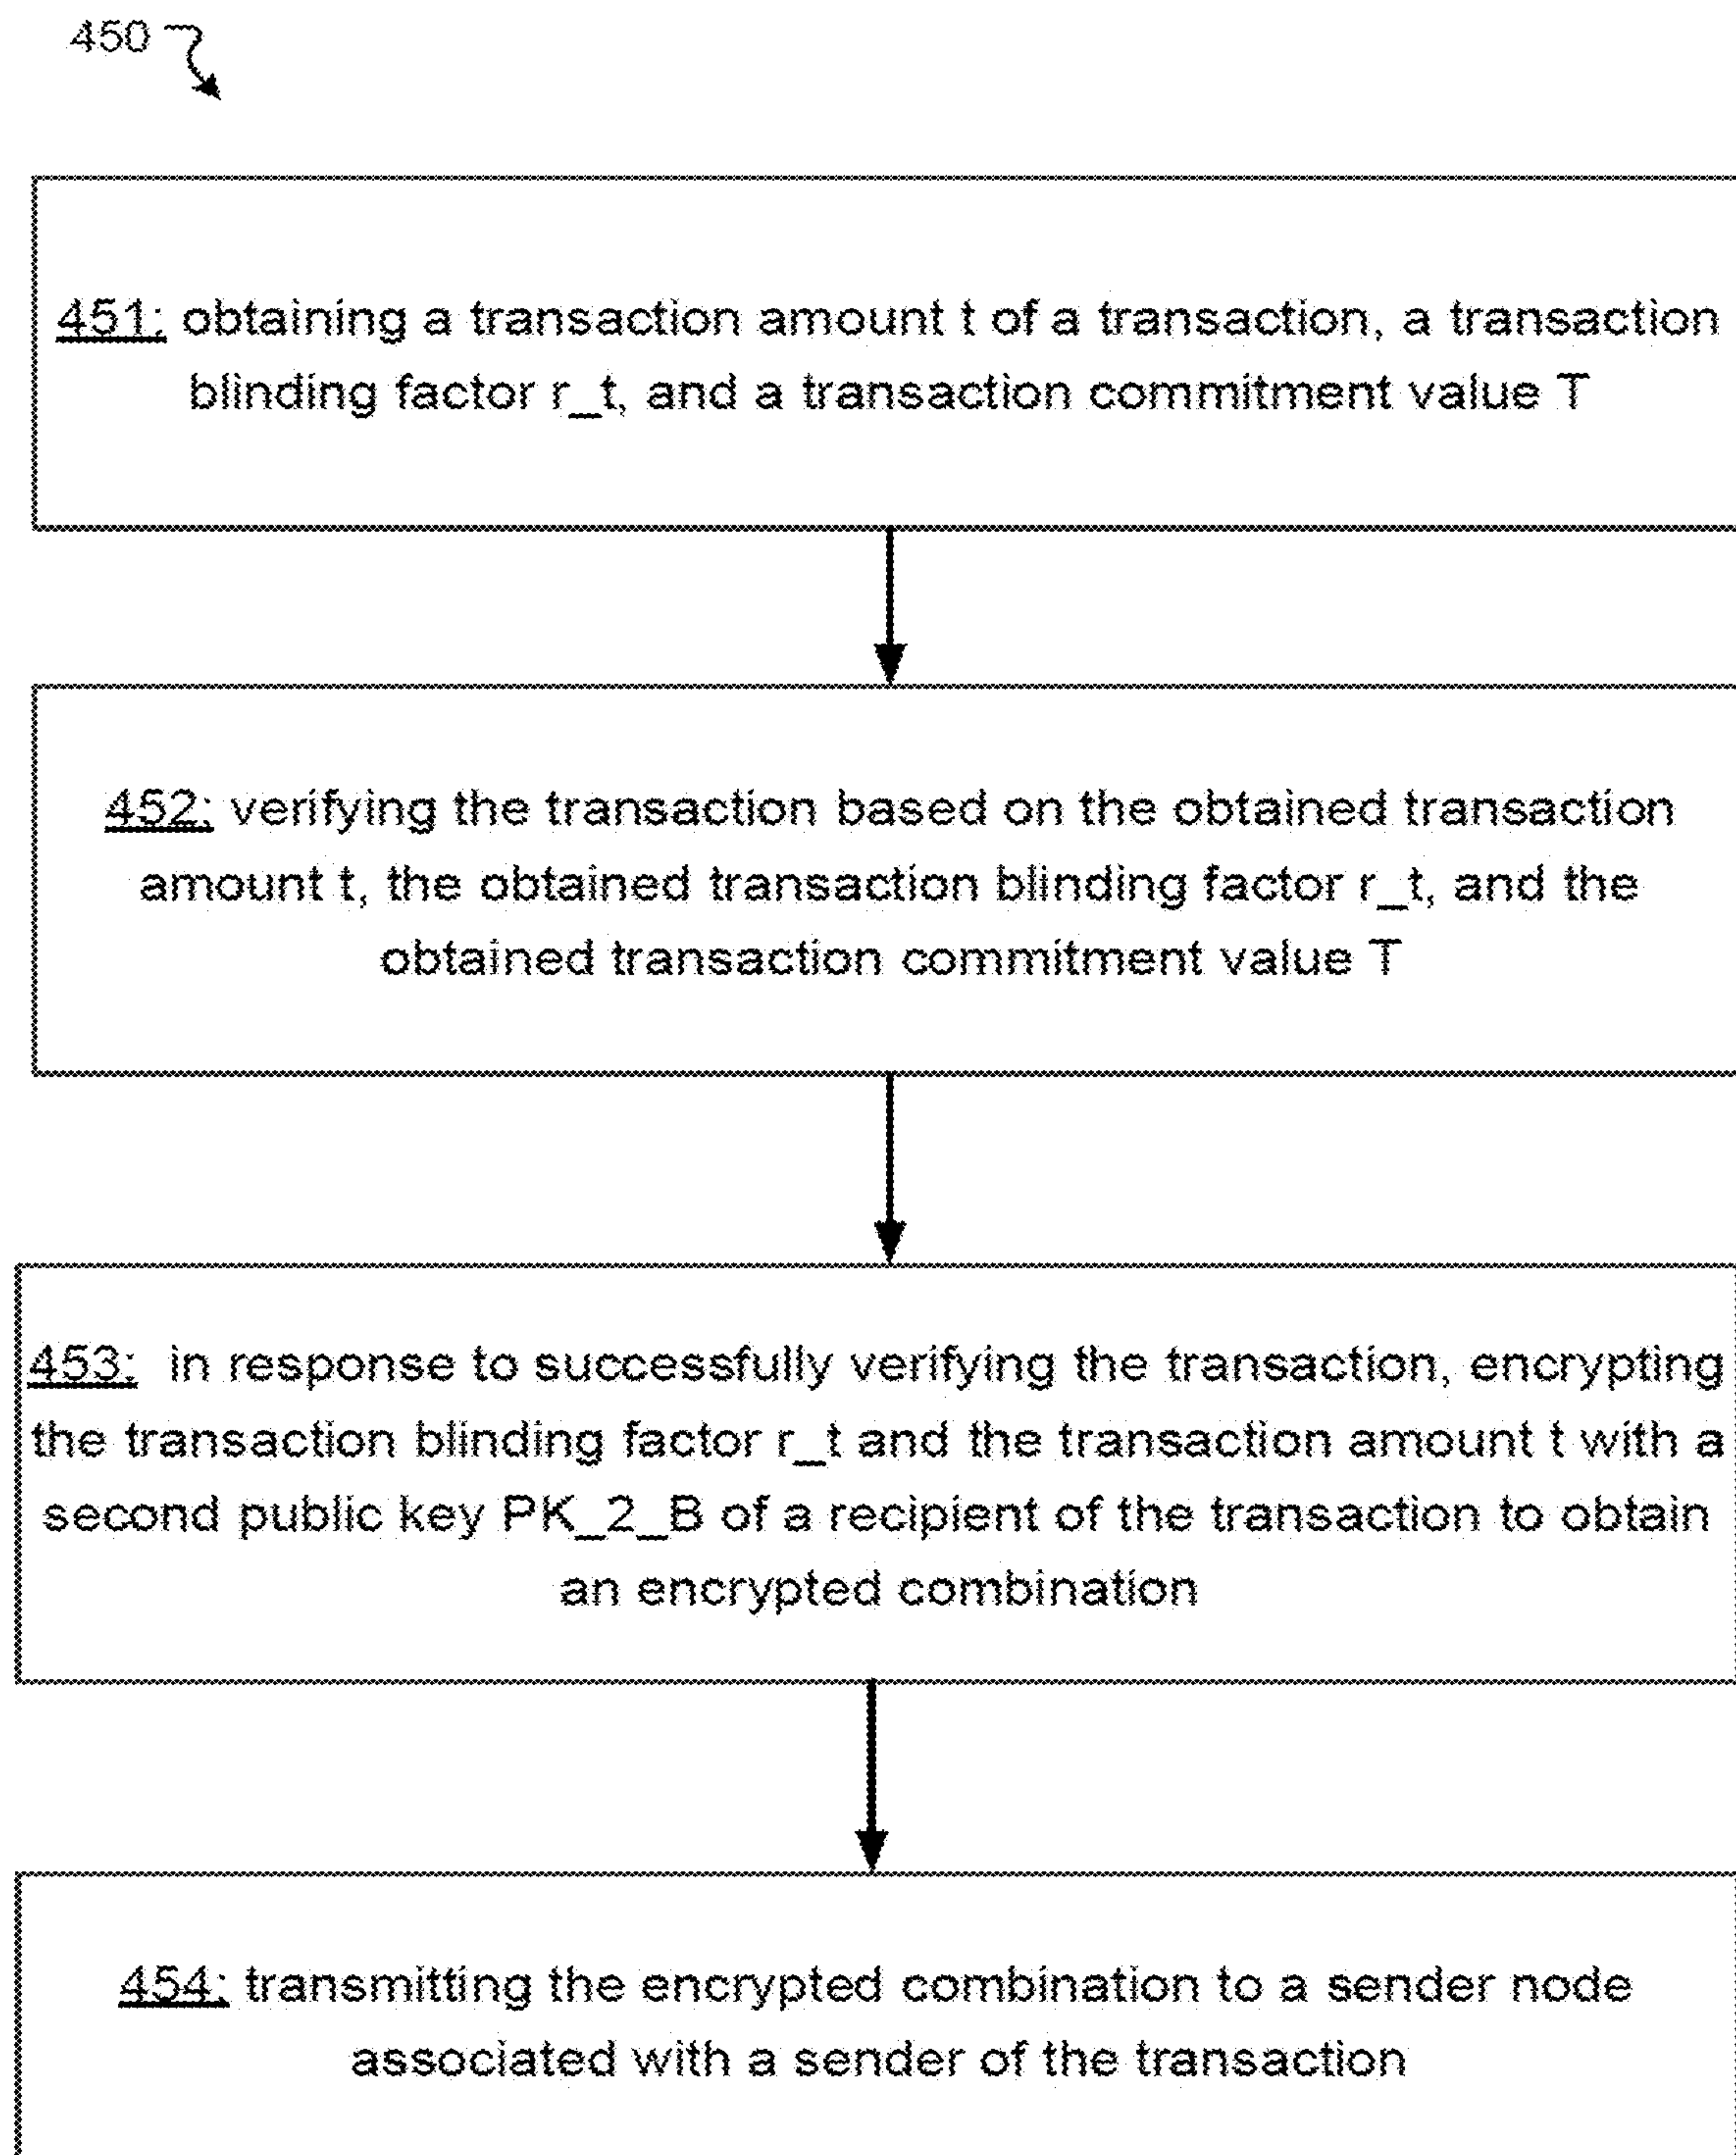 450
451: obtaining a transaction amount t of a transaction, a transaction
blinding factor r_t, and a transaction commitment value T
452: verifying the transaction based on the obtained transaction
amount t, the obtained transaction blinding factor r_t, and the
obtained transaction commitment value T
453: in response to successfully verifying the transaction, encrypting
the transaction blinding factor r_t and the transaction amount t with a
second public key PK_2_B of a recipient of the transaction to obtain
an encrypted combination
454: transmitting the encrypted combination to a sender node
associated with a sender of the transaction